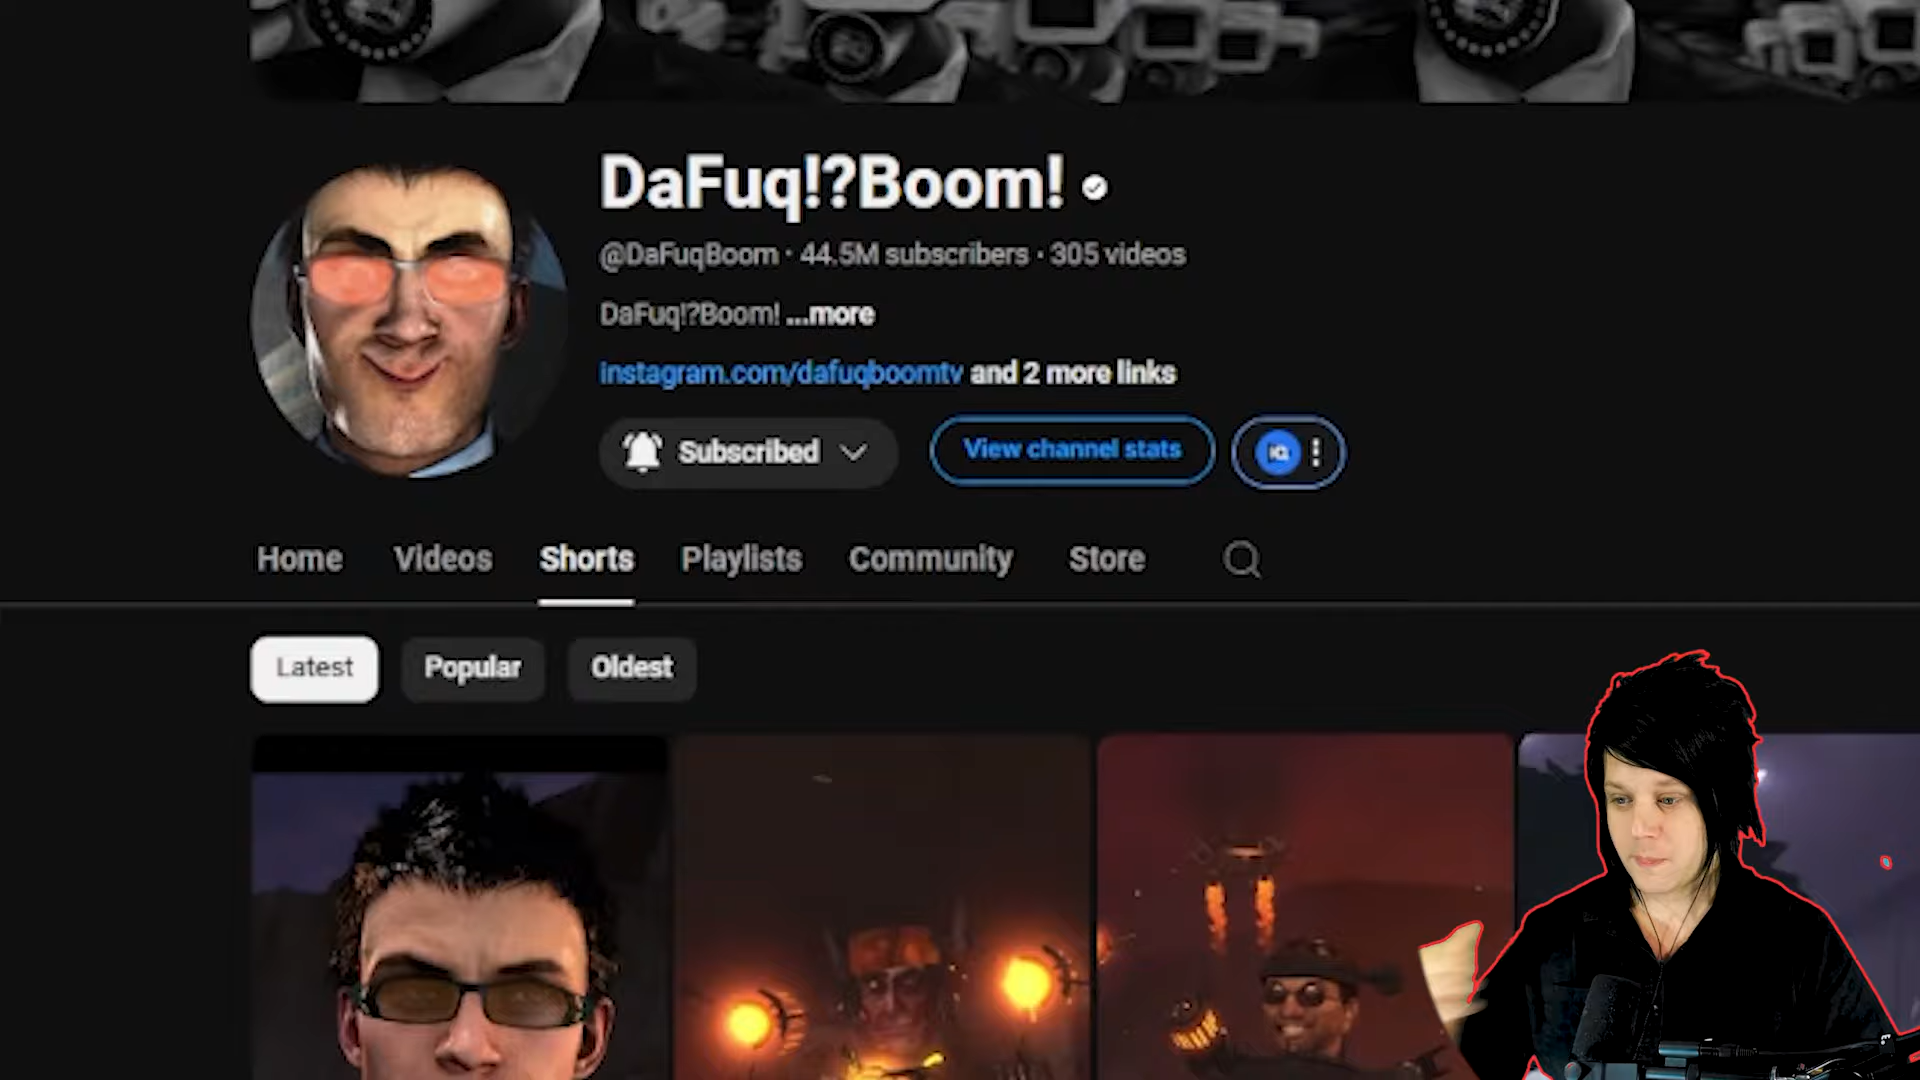 DaFuq!?Boom!
@DaFuqBoom · 44.5M subscribers · 305 videos
DaFuq!?Boom! ...more
instagram.com/dafuqboomtv and 2 more links
Subscribed
View channel stats
IQ
Home Videos Shorts Playlists Community Store
Latest Popular Oldest